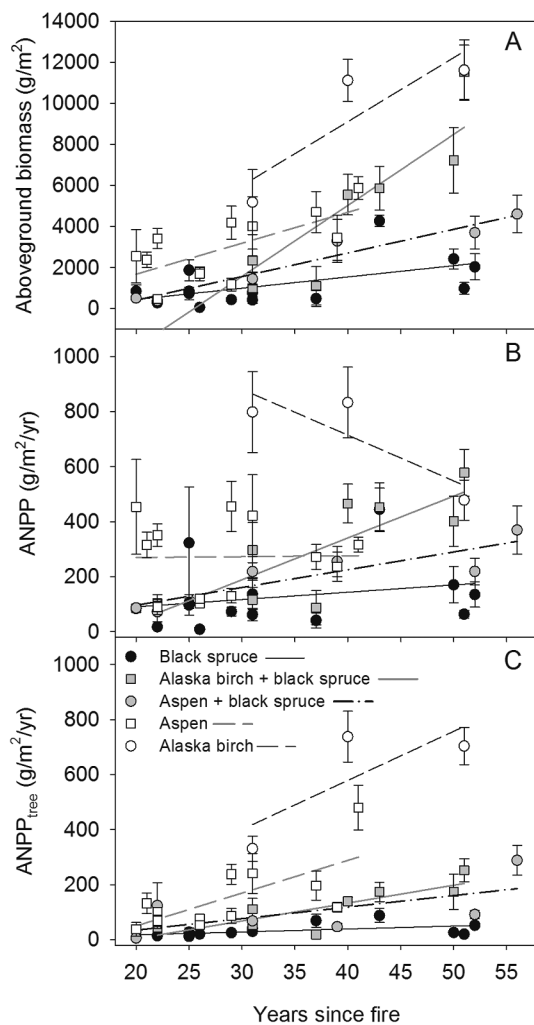 A
Aboveground biomass (g/m²)
14000
12000
10000
8000
6000
4000
2000
0
B
ANPP (g/m²/yr)
1000
800
600
400
200
0
C
ANPP_tree (g/m²/yr)
1000
800
600
400
200
0
Black spruce
Alaska birch + black spruce
Aspen + black spruce
Aspen
Alaska birch
20 25 30 35 40 45 50 55
Years since fire